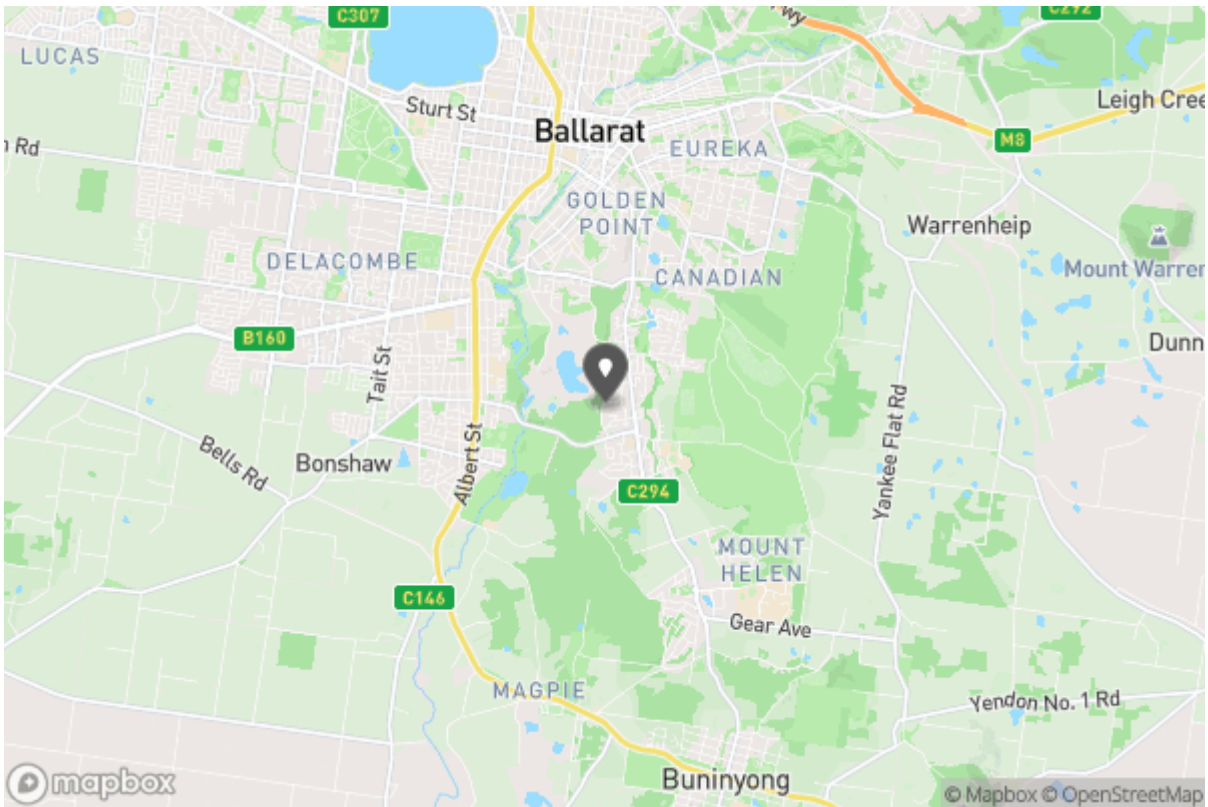 C307
Fwy
C292
LUCAS
Sturt St
Leigh Cree
Ballarat
M8
n Rd
EUREKA
GOLDEN
POINT
Warrenheip
DELACOMBE
CANADIAN
Mount Warren
B160
Dunn
Tait St
Yankee Flat Rd
Albert St
Bells Rd
Bonshaw
C294
MOUNT
HELEN
C146
Gear Ave
MAGPIE
Yendon No. 1 Rd
Buninyong
mapbox
© Mapbox © OpenStreetMap